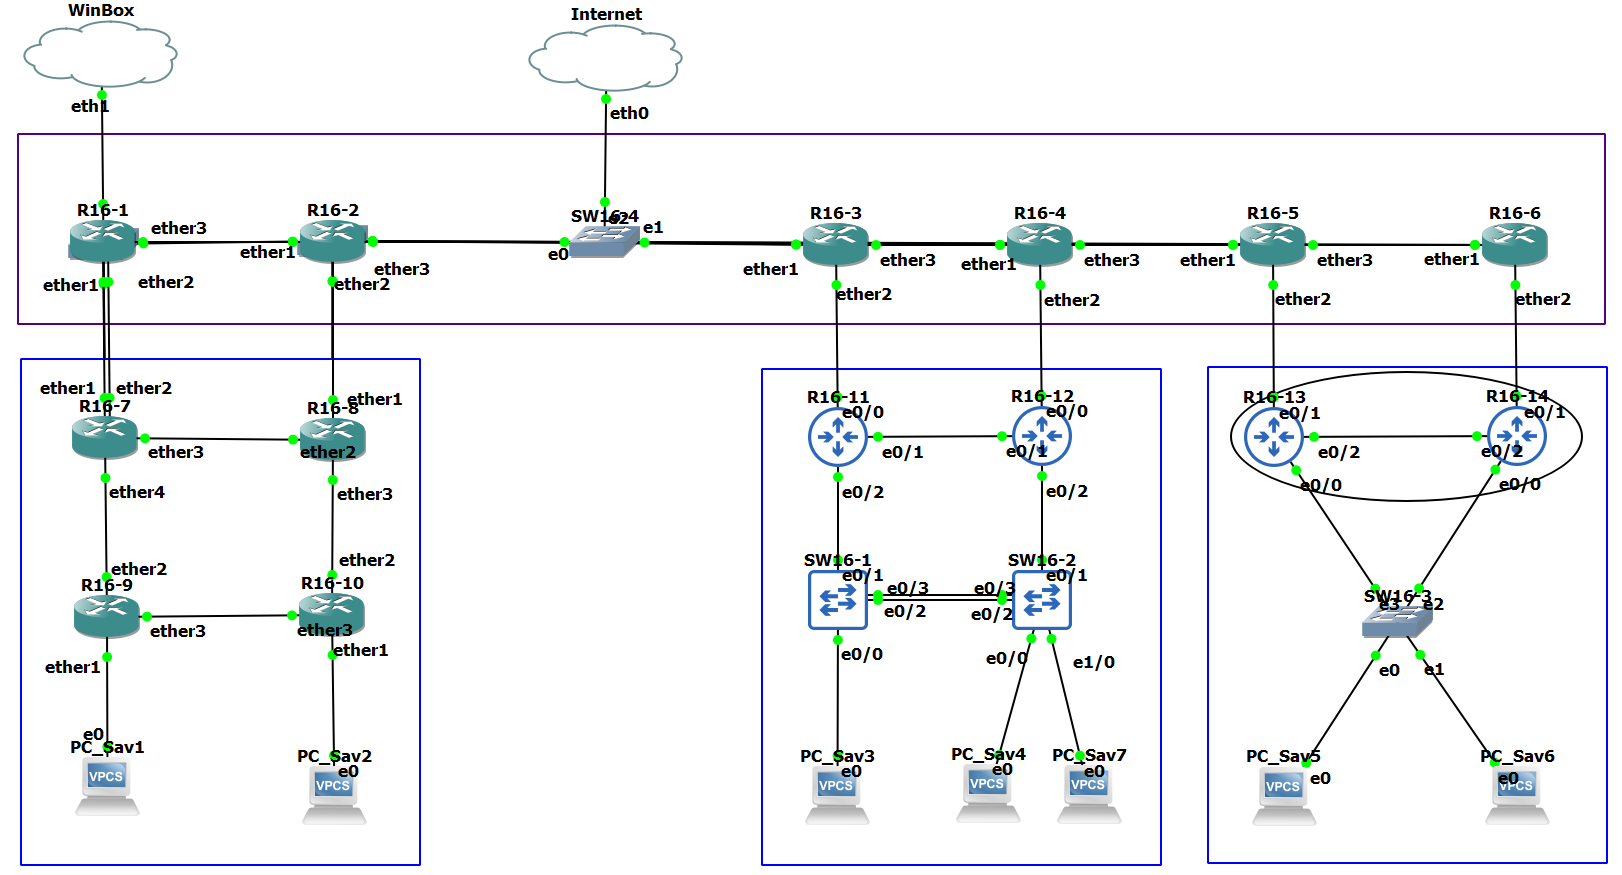 WinBox
Internet
eth1
eth0
R16-1
R16-2
SW16-4
e2
R16-3
R16-4
R16-5
R16-6
ether3
ether1
e0
e1
ether3
ether1
ether3
ether1
ether3
ether1
ether3
ether1
ether1
ether2
ether2
ether2
ether2
ether2
ether2
ether1
ether2
R16-7
ether1
R16-8
R16-11
e0/0
R16-12
e0/0
R16-13
e0/1
R16-14
e0/1
ether3
ether2
e0/1
e0/1
e0/2
e0/2
ether4
ether3
e0/2
e0/2
e0/0
e0/0
ether2
R16-9
ether2
R16-10
SW16-1
e0/1
SW16-2
e0/1
e0/3
e0/3
e0/2
e0/2
SW16-3
e3
e2
ether3
ether3
ether1
ether1
e0/0
e0/0
e1/0
e0
e1
e0
PC_Sav1
VPCS
PC_Sav2
e0
VPCS
PC_Sav3
e0
VPCS
PC_Sav4
e0
VPCS
PC_Sav7
e0
VPCS
PC_Sav5
e0
VPCS
PC_Sav6
e0
VPCS